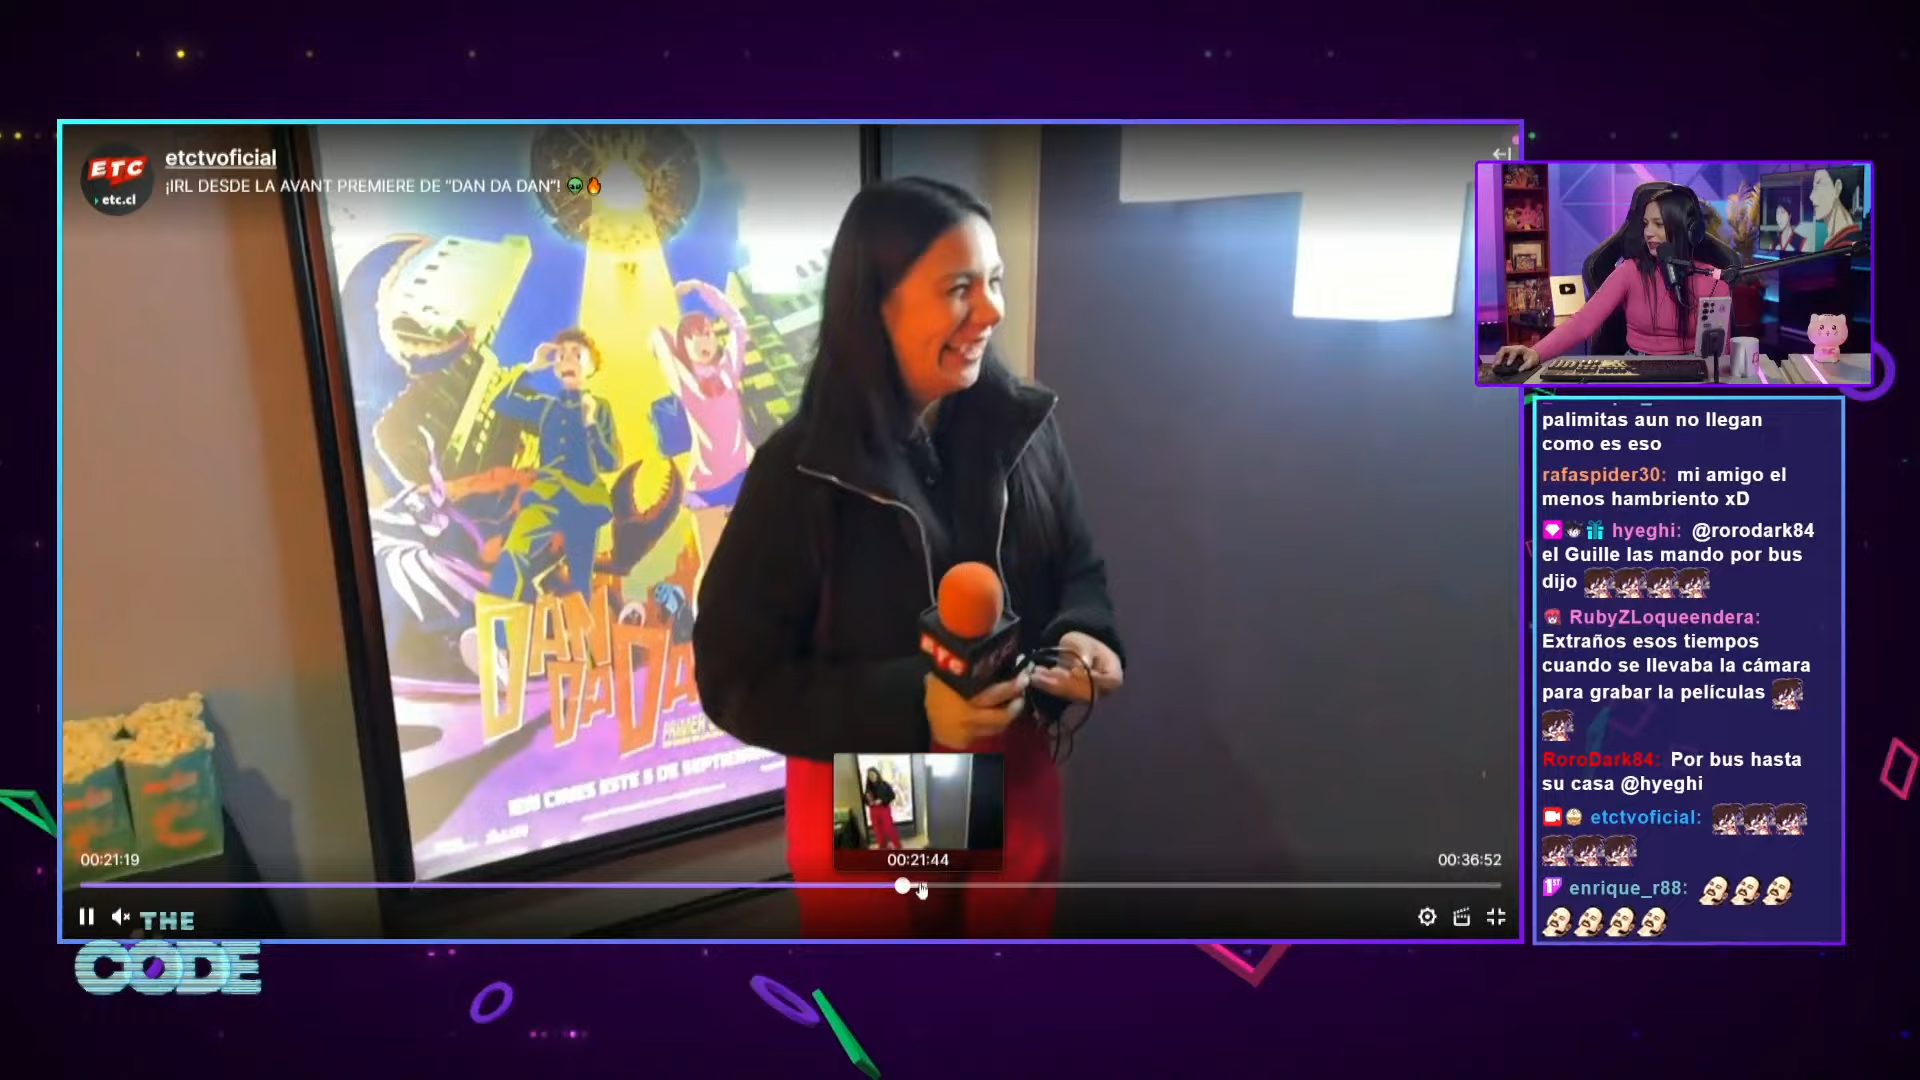 ETC
etc.cl
etctvoficial
¡IRL DESDE LA AVANT PREMIERE DE "DAN DA DAN"! 👽🔥
DAN
DA DA
ETC
00:21:19
00:21:44
00:36:52
THE
CODE
palimitas aun no llegan
como es eso
rafaspider30: mi amigo el
menos hambriento xD
hyeghi: @rorodark84
el Guille las mando por bus
dijo
RubyZLoqueendera:
Extraños esos tiempos
cuando se llevaba la cámara
para grabar la películas
RoroDark84: Por bus hasta
su casa @hyeghi
etctvoficial:
1ST enrique_r88: